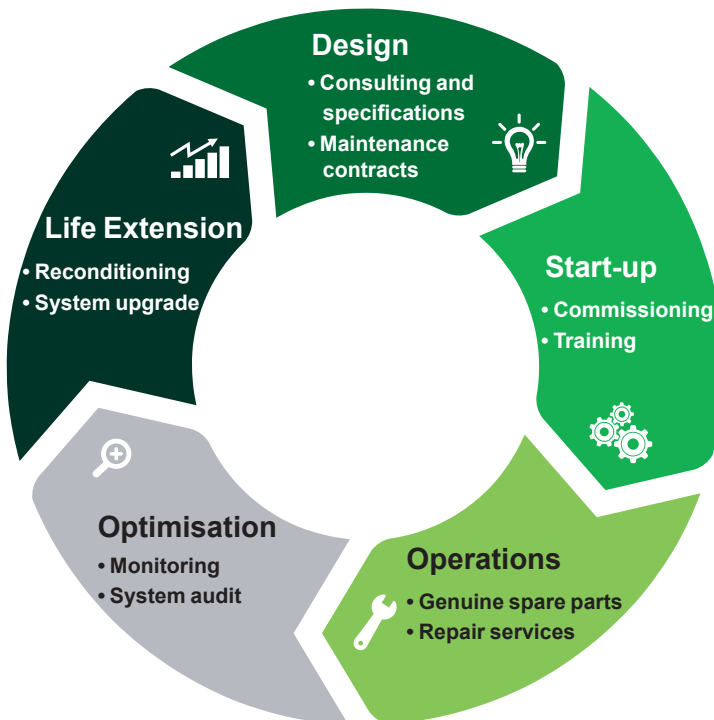 Design
• Consulting and
specifications
• Maintenance
contracts
Start-up
• Commissioning
• Training
Operations
• Genuine spare parts
• Repair services
Optimisation
• Monitoring
• System audit
Life Extension
• Reconditioning
• System upgrade